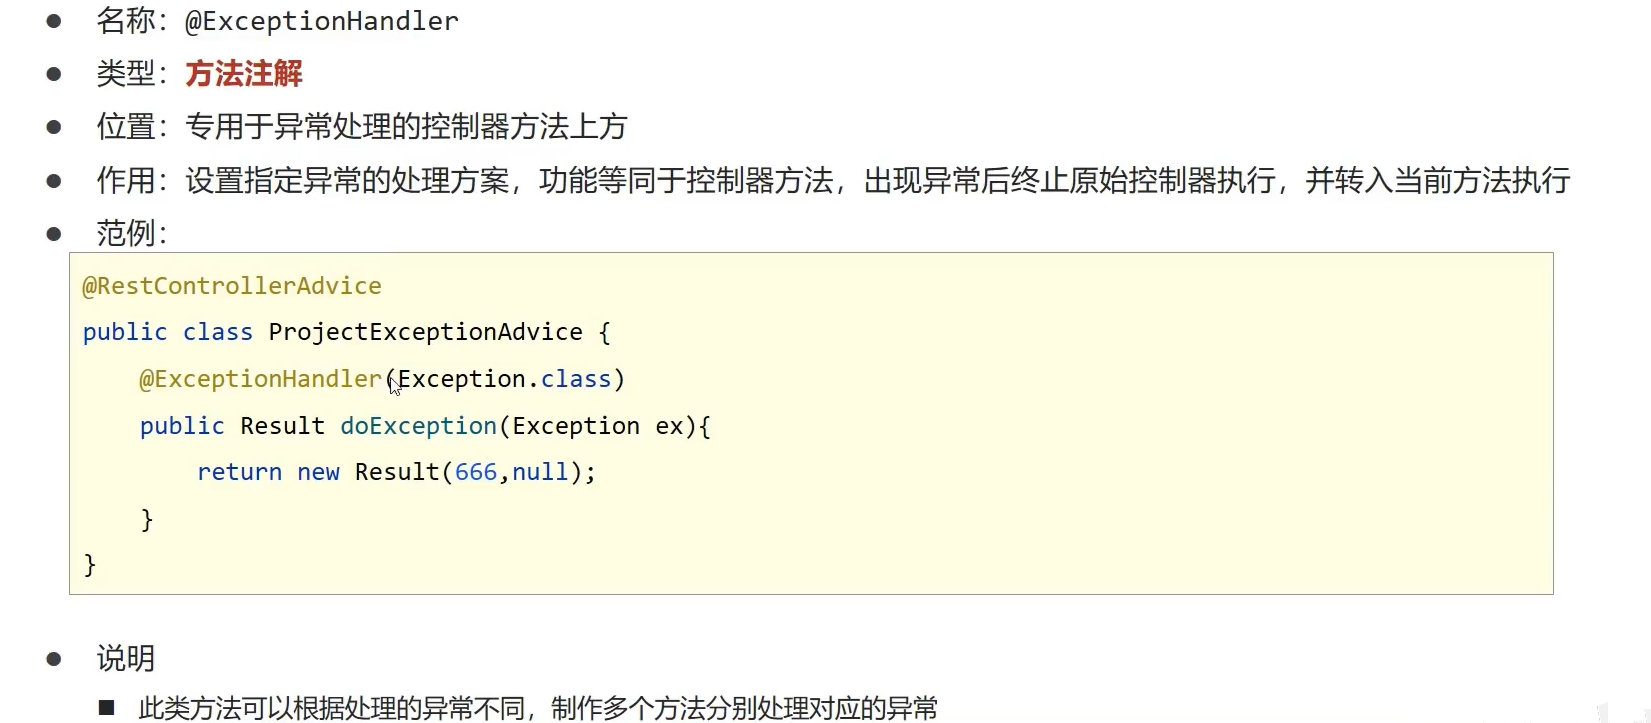 ● 名称：@ExceptionHandler
● 类型：方法注解
● 位置：专用于异常处理的控制器方法上方
● 作用：设置指定异常的处理方案，功能等同于控制器方法，出现异常后终止原始控制器执行，并转入当前方法执行
● 范例：
@RestControllerAdvice
public class ProjectExceptionAdvice {
    @ExceptionHandler(Exception.class)
    public Result doException(Exception ex){
        return new Result(666,null);
    }
}
● 说明
■ 此类方法可以根据处理的异常不同，制作多个方法分别处理对应的异常